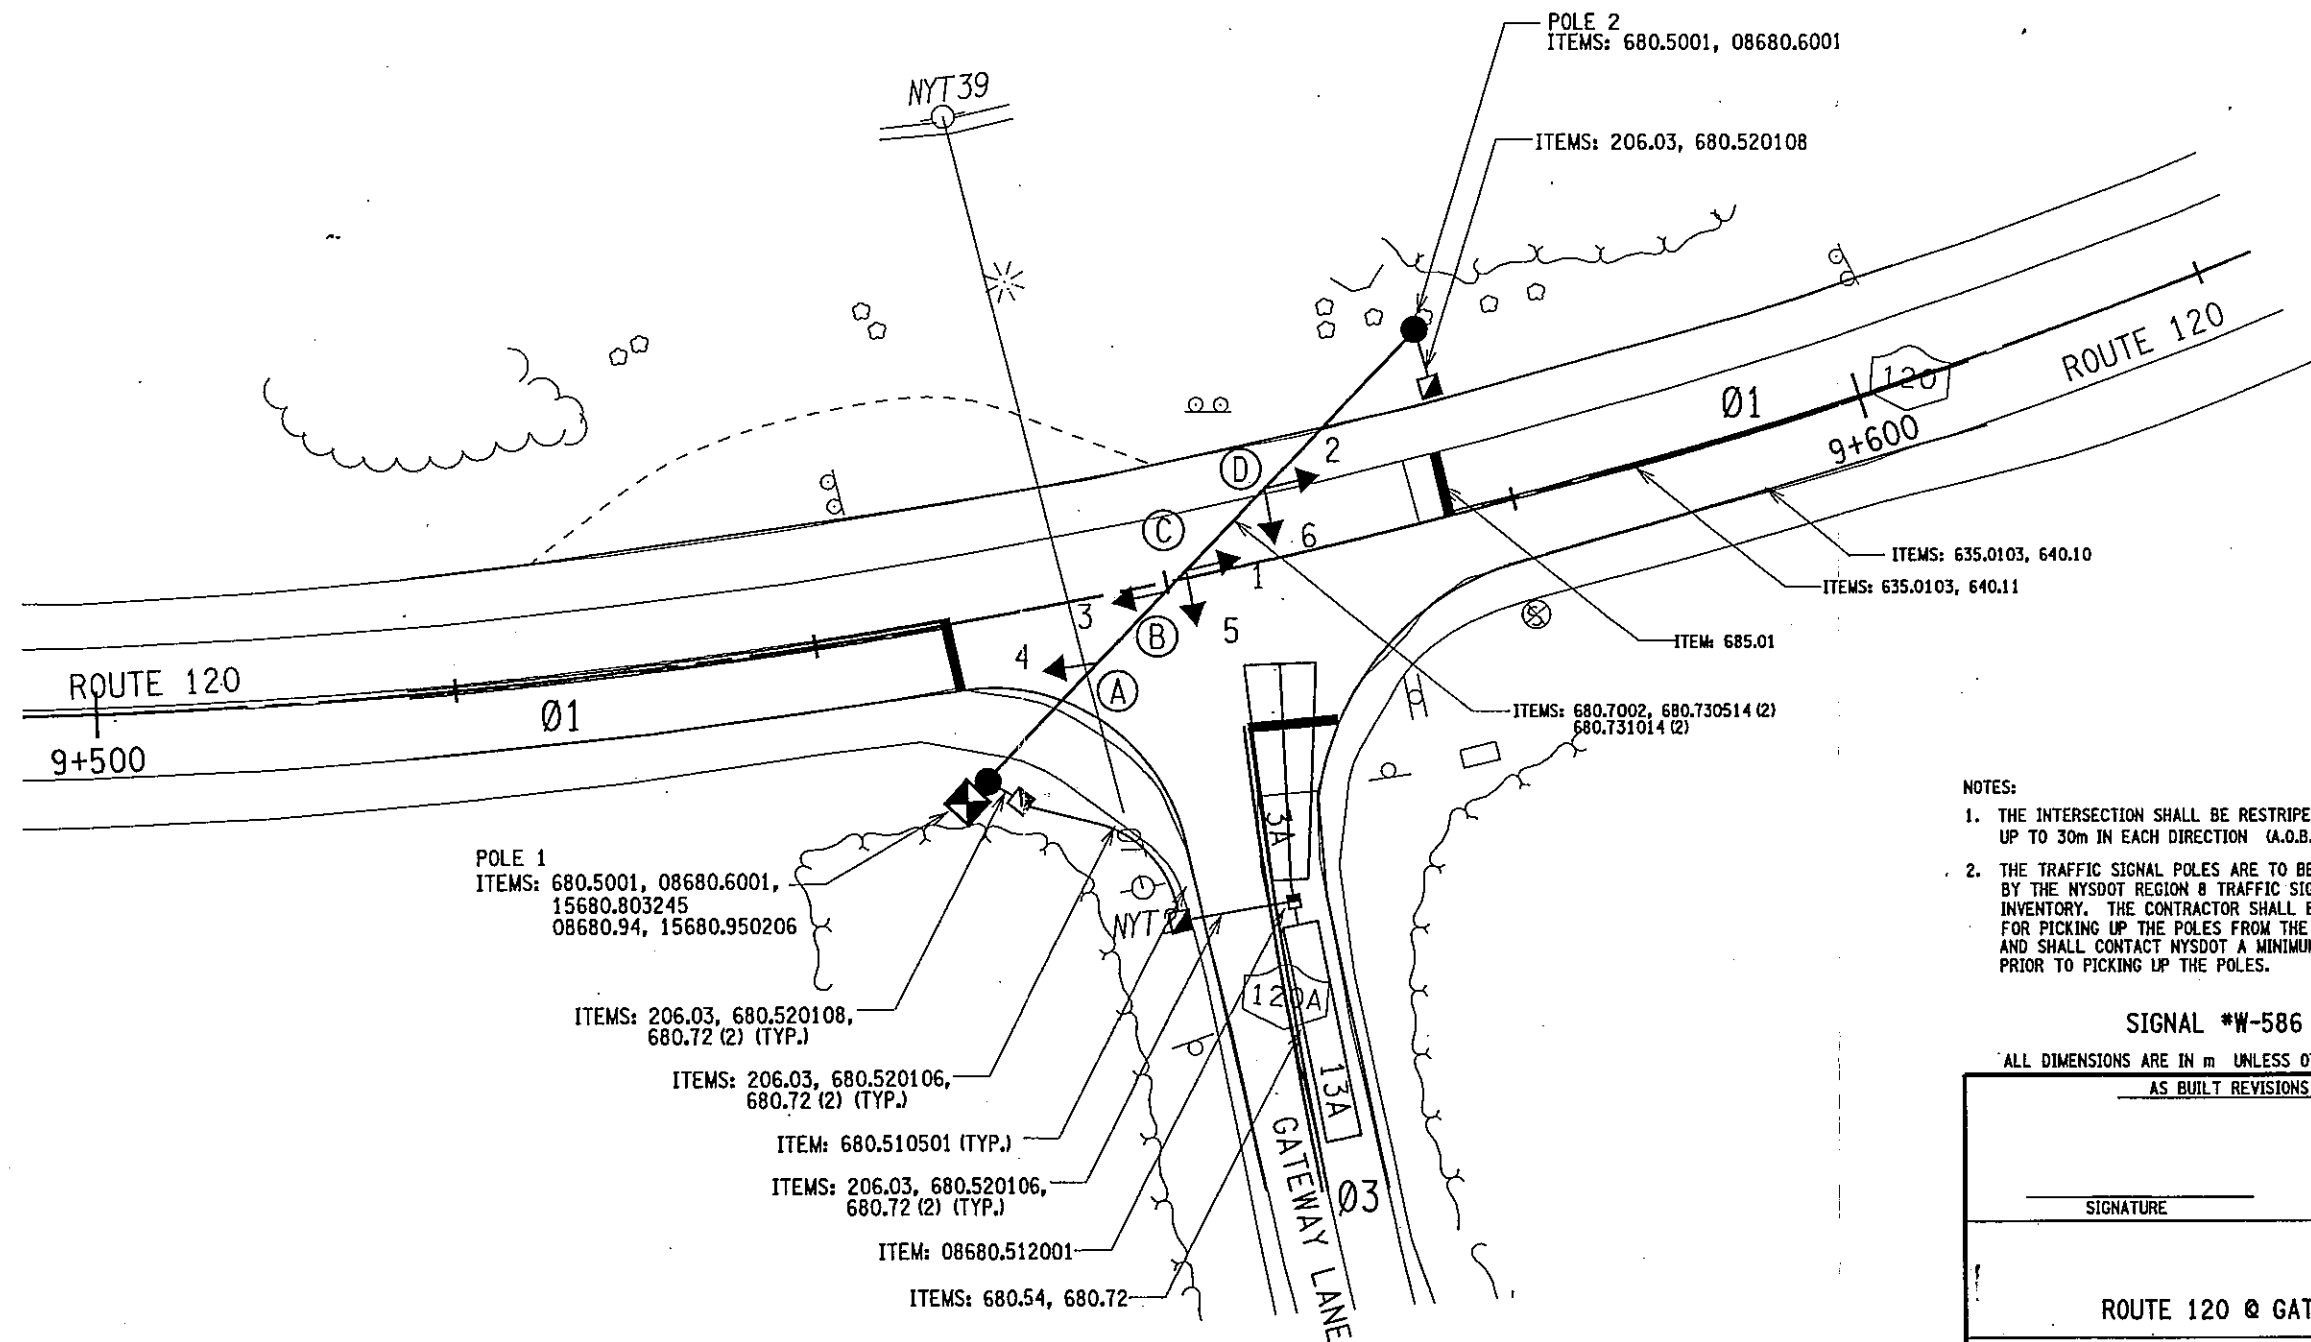 POLE 2
ITEMS: 680.5001, 08680.6001
NYT39
ITEMS: 206.03, 680.520108
ROUTE 120
120
Ø1
9+600
2
D
C
6
1
ITEMS: 635.0103, 640.10
ITEMS: 635.0103, 640.11
3
B
5
S
ITEM: 685.01
4
A
ROUTE 120
Ø1
9+500
ITEMS: 680.7002, 680.730514 (2)
680.731014 (2)
3A
POLE 1
ITEMS: 680.5001, 08680.6001,
15680.803245
08680.94, 15680.950206
NYT
120A
13A
ITEMS: 206.03, 680.520108,
680.72 (2) (TYP.)
ITEMS: 206.03, 680.520106,
680.72 (2) (TYP.)
ITEM: 680.510501 (TYP.)
ITEMS: 206.03, 680.520106,
680.72 (2) (TYP.)
ITEM: 08680.512001
ITEMS: 680.54, 680.72
GATEWAY LANE
Ø3
NOTES:
1. THE INTERSECTION SHALL BE RESTRIPE
UP TO 30m IN EACH DIRECTION (A.O.B.
2. THE TRAFFIC SIGNAL POLES ARE TO BE
BY THE NYSDOT REGION 8 TRAFFIC SIG
INVENTORY. THE CONTRACTOR SHALL B
FOR PICKING UP THE POLES FROM THE
AND SHALL CONTACT NYSDOT A MINIMU
PRIOR TO PICKING UP THE POLES.
SIGNAL #W-586
ALL DIMENSIONS ARE IN m UNLESS O
AS BUILT REVISIONS
SIGNATURE
ROUTE 120 @ GAT